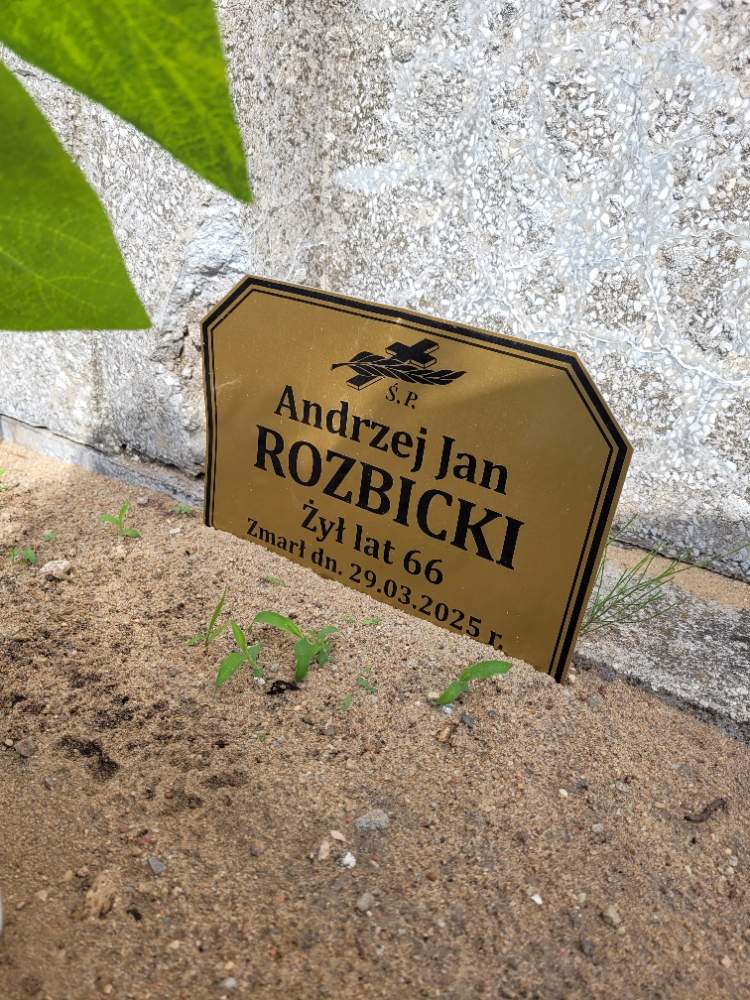 Ś.P.
Andrzej Jan
ROZBICKI
Żył lat 66
Zmarł dn. 29.03.2025 r.